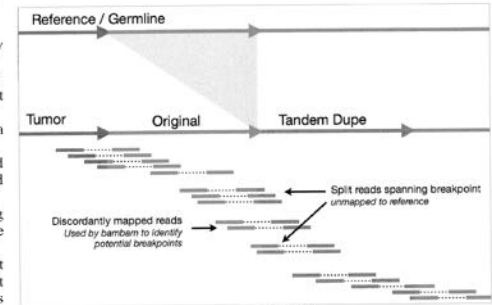 Reference / Germline
Tumor
Original
Tandem Dupe
Split reads spanning breakpoint
unmapped to reference
Discordantly mapped reads
Used by bambam to identify
potential breakpoints